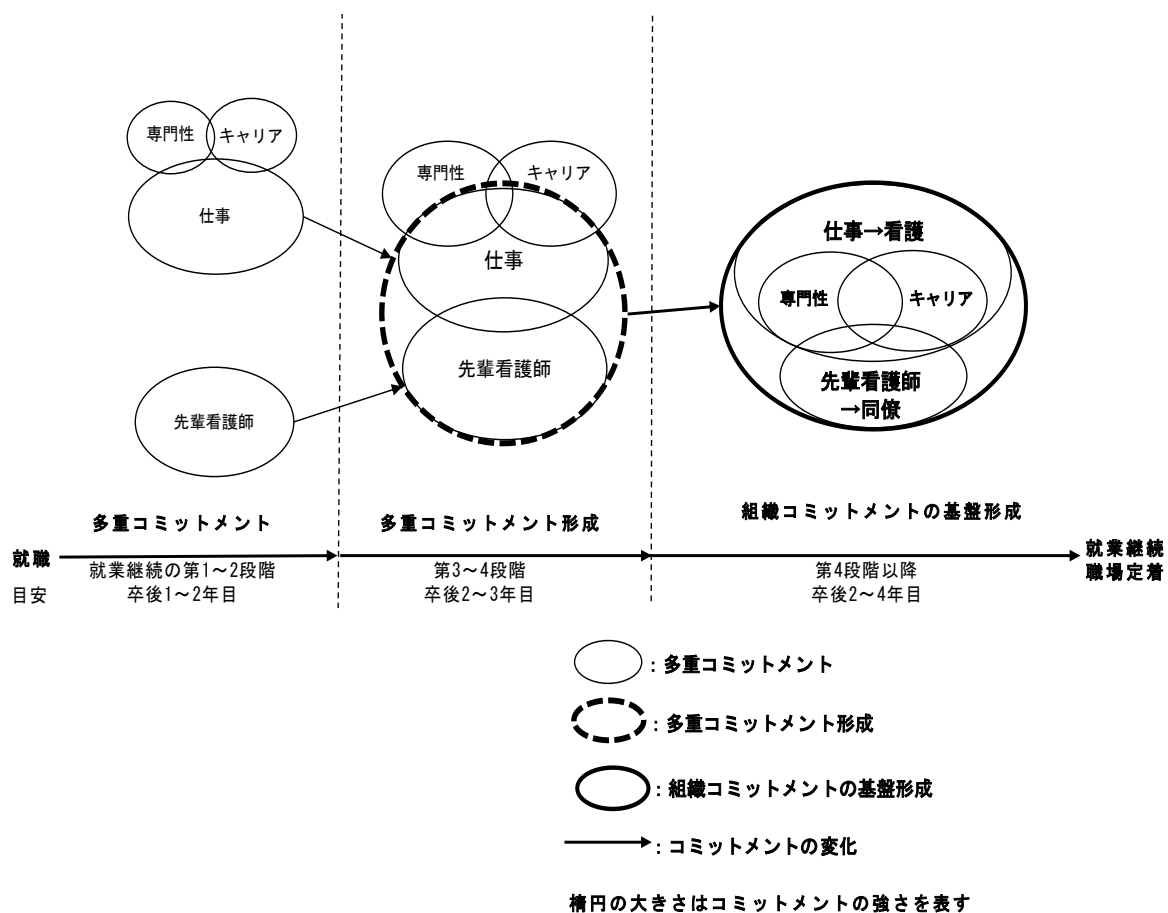 専門性
キャリア
仕事
先輩看護師
専門性
キャリア
仕事
先輩看護師
仕事→看護
専門性
キャリア
先輩看護師
→同僚
多重コミットメント
多重コミットメント形成
組織コミットメントの基盤形成
就職
就業継続
職場定着
目安
就業継続の第1~2段階
卒後1~2年目
第3~4段階
卒後2~3年目
第4段階以降
卒後2~4年目
:多重コミットメント
:多重コミットメント形成
:組織コミットメントの基盤形成
:コミットメントの変化
楕円の大きさはコミットメントの強さを表す